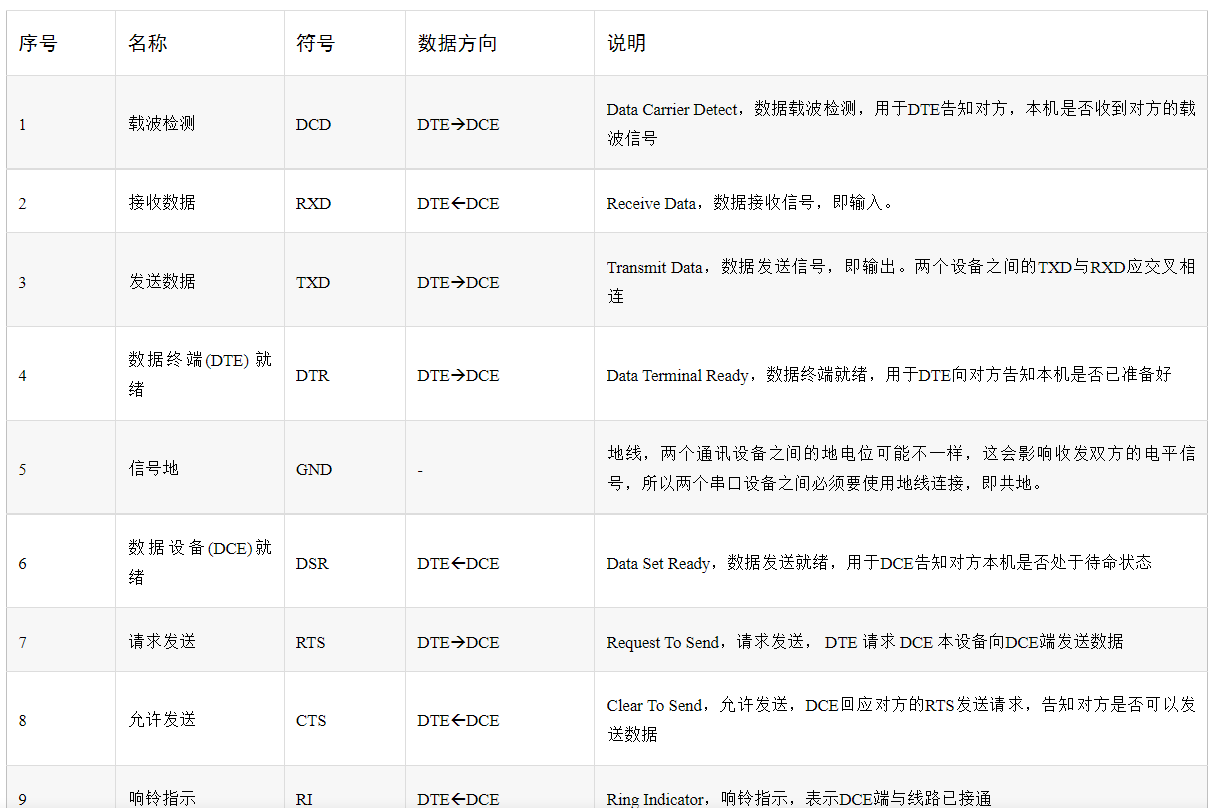 序号 名称 符号 数据方向 说明
1 载波检测 DCD DTE→DCE Data Carrier Detect，数据载波检测，用于DTE告知对方，本机是否收到对方的载
波信号
2 接收数据 RXD DTE←DCE Receive Data，数据接收信号，即输入。
3 发送数据 TXD DTE→DCE Transmit Data，数据发送信号，即输出。两个设备之间的TXD与RXD应交叉相
连
4 数据终端(DTE) 就
绪 DTR DTE→DCE Data Terminal Ready，数据终端就绪，用于DTE向对方告知本机是否已准备好
5 信号地 GND - 地线，两个通讯设备之间的地电位可能不一样，这会影响收发双方的电平信
号，所以两个串口设备之间必须要使用地线连接，即共地。
6 数据设备(DCE)就
绪 DSR DTE←DCE Data Set Ready，数据发送就绪，用于DCE告知对方本机是否处于待命状态
7 请求发送 RTS DTE→DCE Request To Send，请求发送， DTE 请求 DCE 本设备向DCE端发送数据
8 允许发送 CTS DTE←DCE Clear To Send，允许发送，DCE回应对方的RTS发送请求，告知对方是否可以发
送数据
9 响铃指示 RI DTE←DCE Ring Indicator，响铃指示，表示DCE端与线路已接通